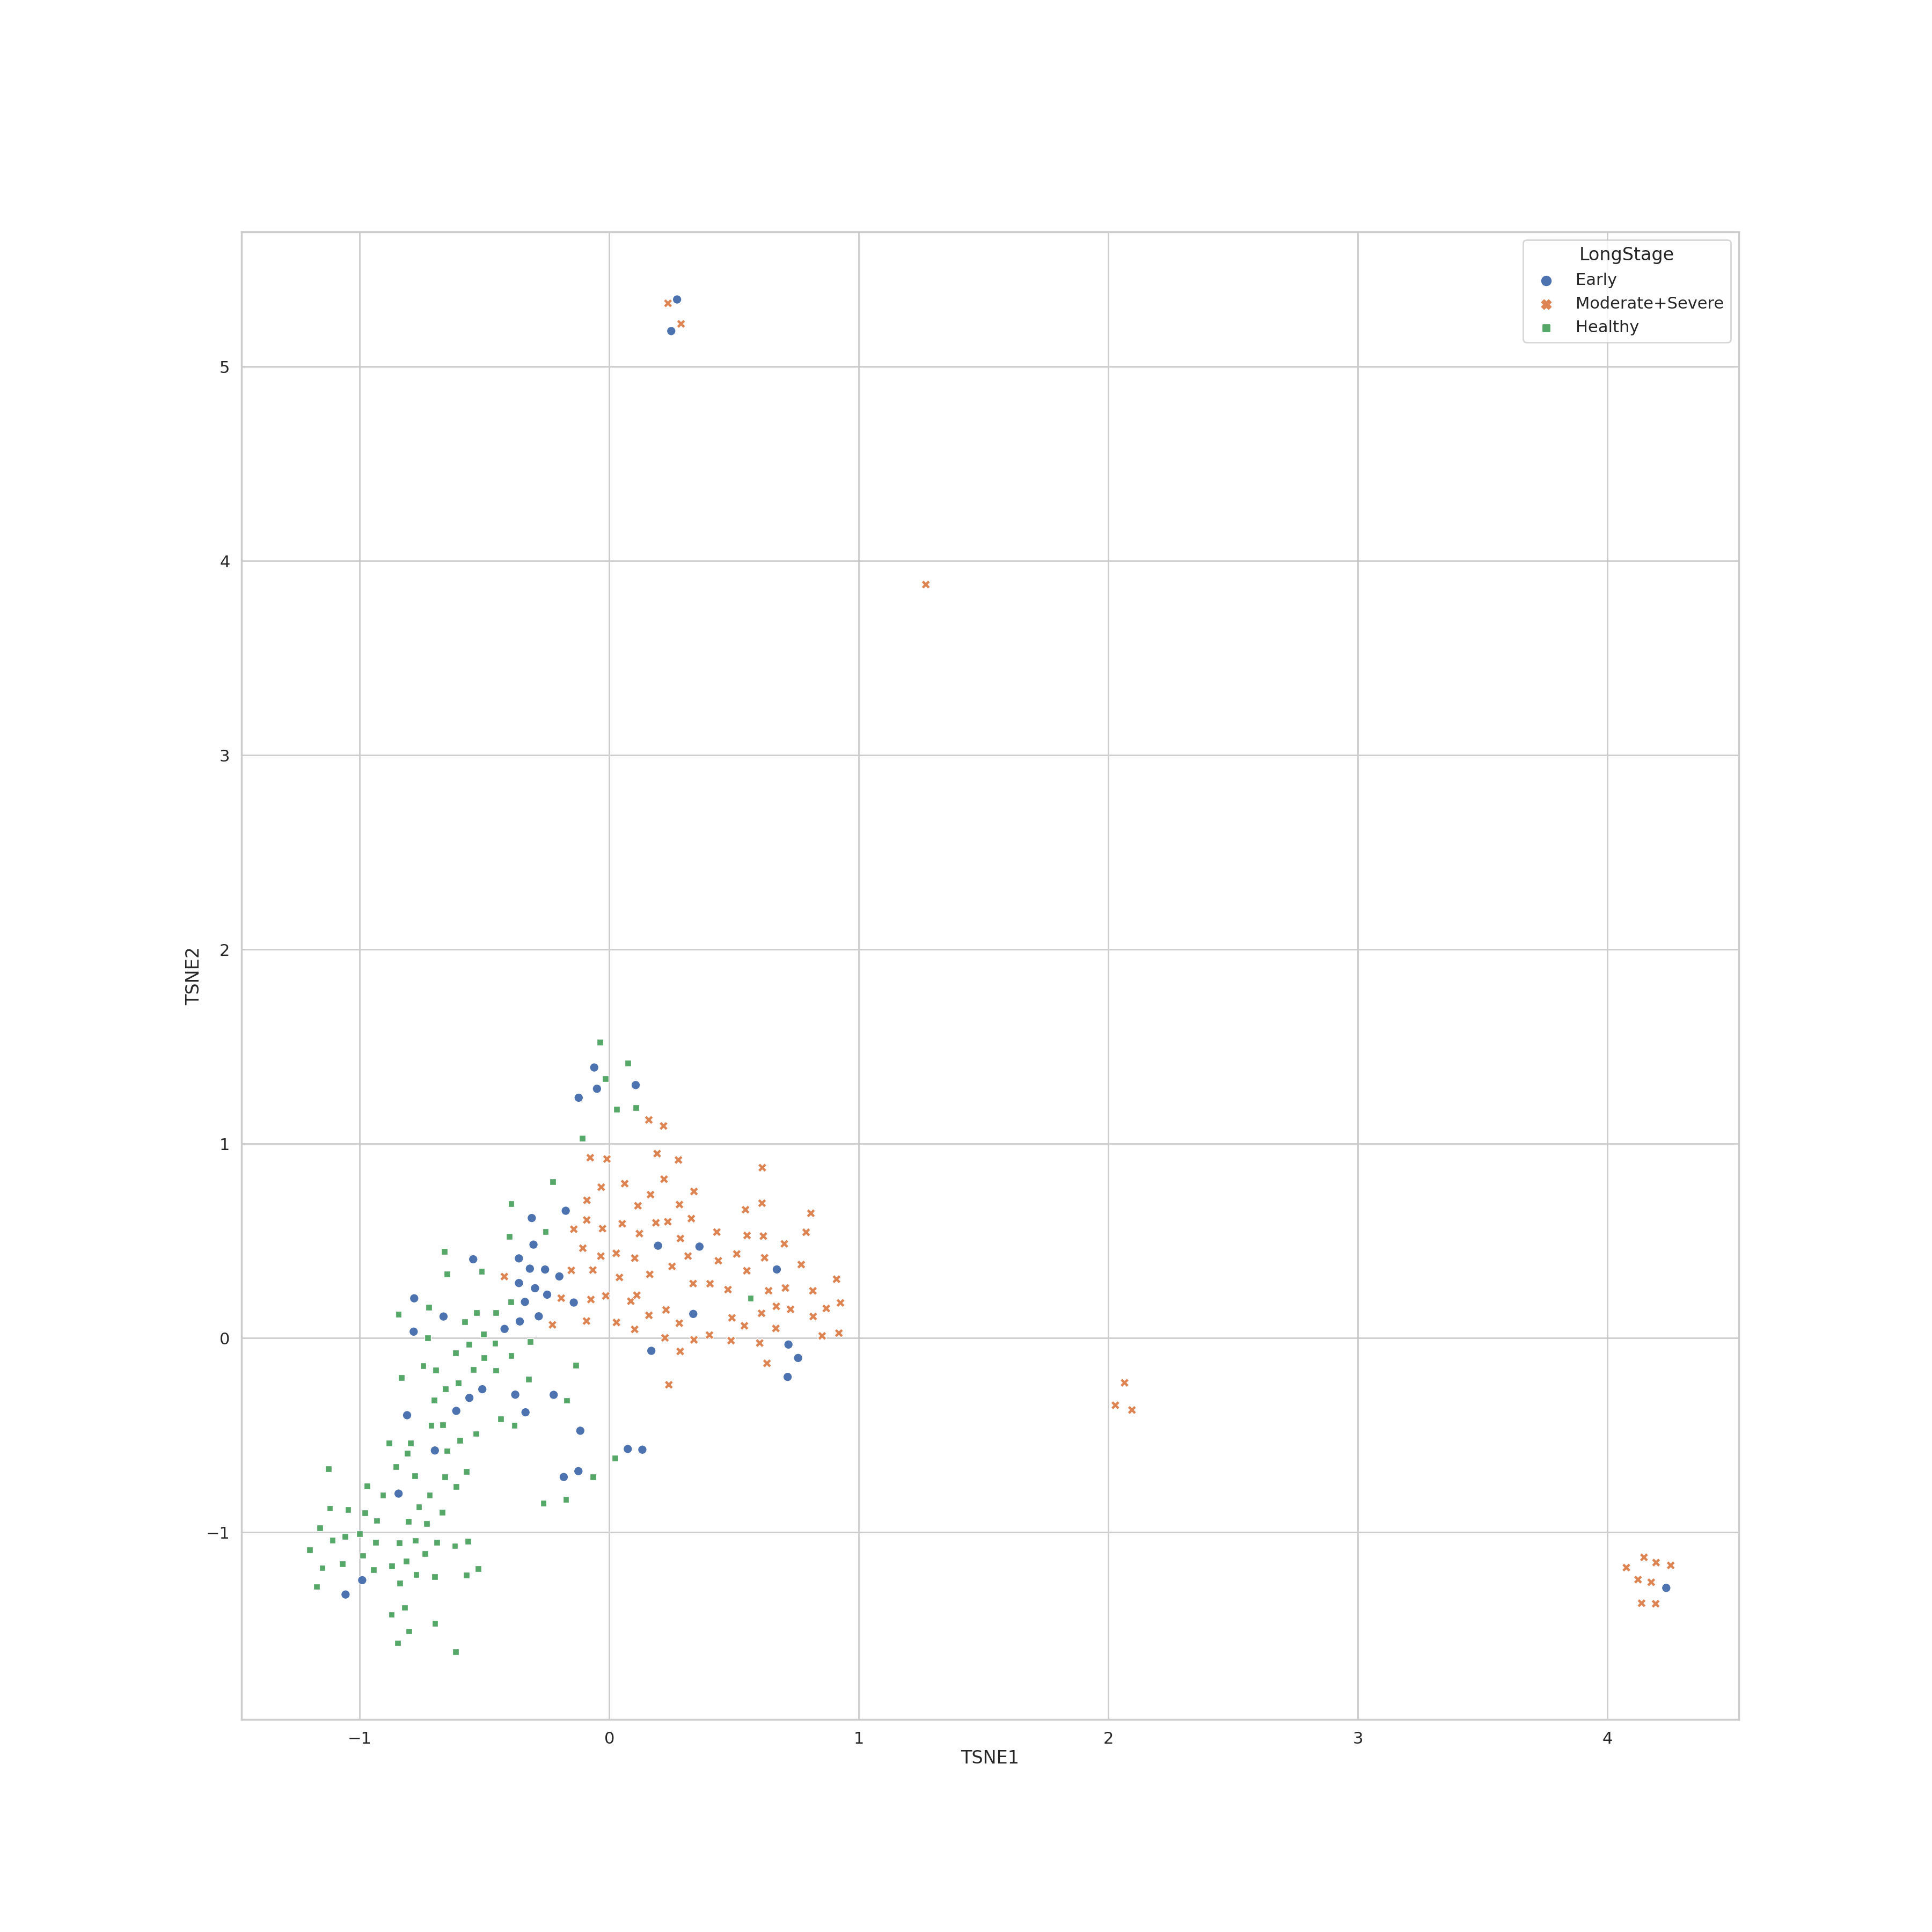 LongStage
Early
Moderate+Severe
Healthy
5
4
3
2
1
0
−1
TSNE2
−1 0 1 2 3 4
TSNE1